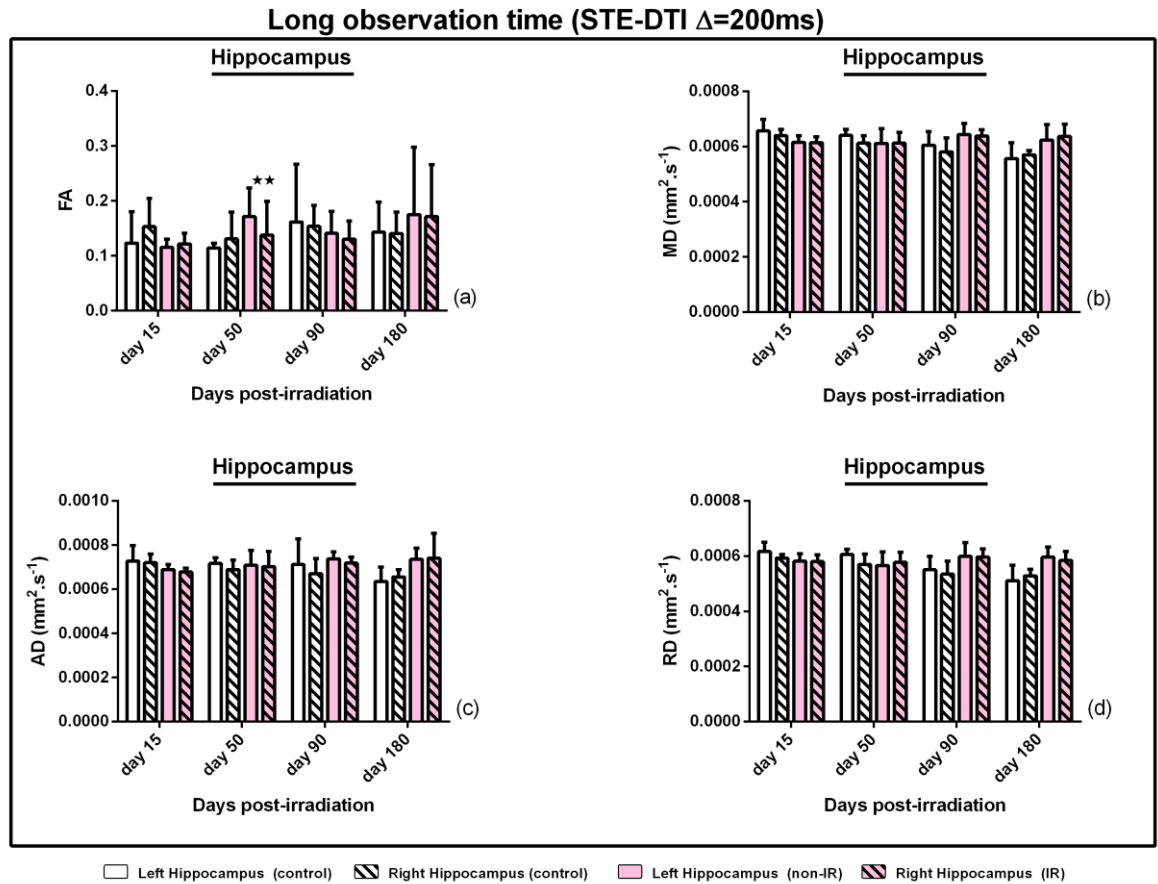 Long observation time (STE-DTI Δ=200ms)
Hippocampus
0.4
0.3
0.2
0.1
0.0
FA
★★
day 15
day 50
day 90
day 180
Days post-irradiation
(a)
Hippocampus
0.0008
0.0006
0.0004
0.0002
0.0000
MD (mm².s⁻¹)
day 15
day 50
day 90
day 180
Days post-irradiation
(b)
Hippocampus
0.0010
0.0008
0.0006
0.0004
0.0002
0.0000
AD (mm².s⁻¹)
day 15
day 50
day 90
day 180
Days post-irradiation
(c)
Hippocampus
0.0008
0.0006
0.0004
0.0002
0.0000
RD (mm².s⁻¹)
day 15
day 50
day 90
day 180
Days post-irradiation
(d)
Left Hippocampus (control) Right Hippocampus (control) Left Hippocampus (non-IR) Right Hippocampus (IR)